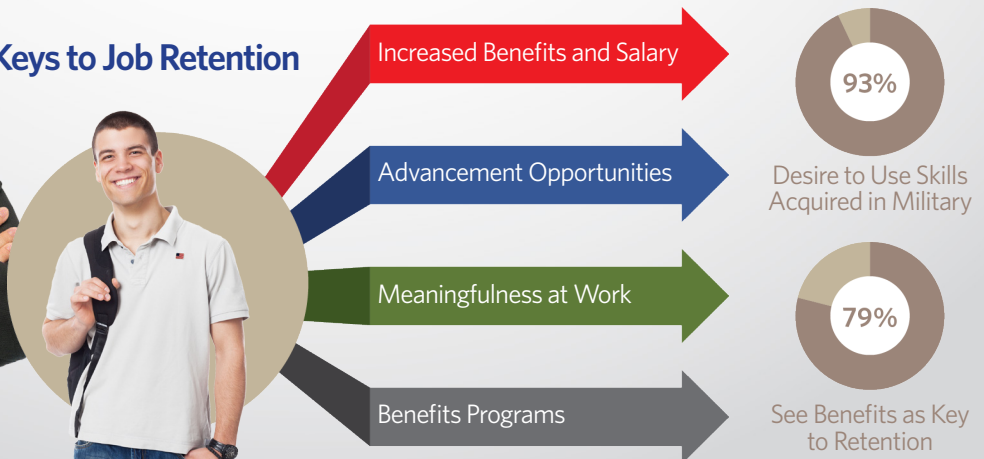 Keys to Job Retention
Increased Benefits and Salary
Advancement Opportunities
Meaningfulness at Work
Benefits Programs
93%
Desire to Use Skills
Acquired in Military
79%
See Benefits as Key
to Retention